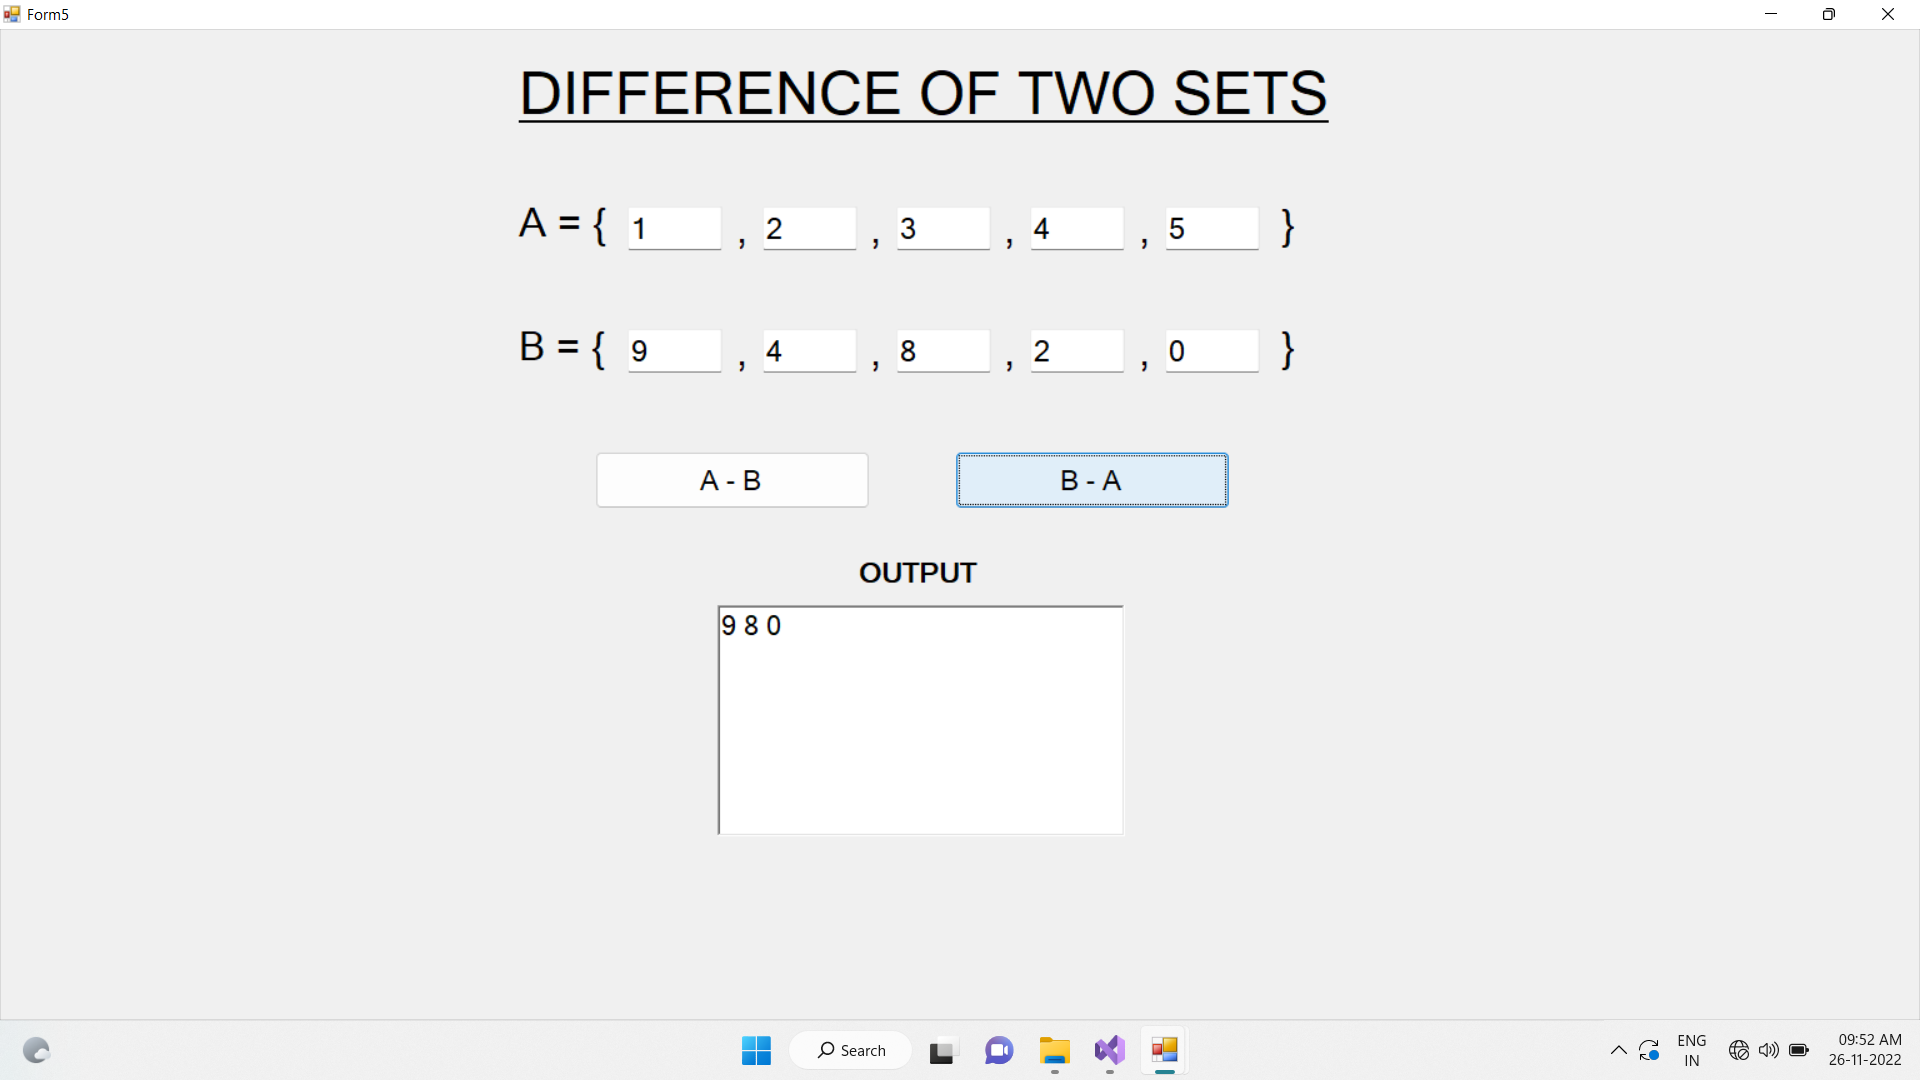 Form5
DIFFERENCE OF TWO SETS
A = { 1 , 2 , 3 , 4 , 5 }
B = { 9 , 4 , 8 , 2 , 0 }
A - B B - A
OUTPUT
9 8 0
Search
ENG
IN
09:52 AM
26-11-2022